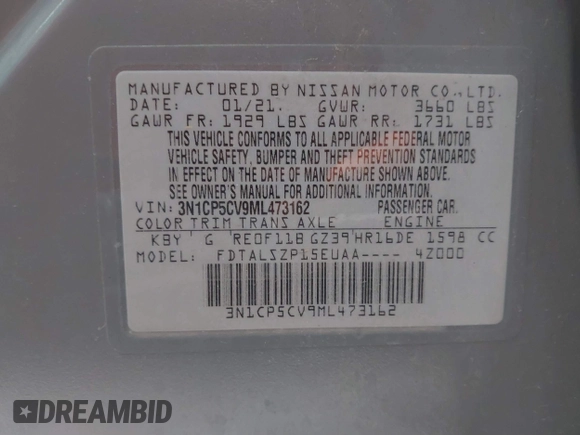 MANUFACTURED BY NISSAN MOTOR CO.,LTD.
DATE: 01/21. GVWR: 3660 LBS
GAWR FR: 1929 LBS GAWR RR: 1731 LBS
THIS VEHICLE CONFORMS TO ALL APPLICABLE FEDERAL MOTOR
VEHICLE SAFETY, BUMPER AND THEFT PREVENTION STANDARDS
IN EFFECT ON THE DATE OF MANUFACTURE SHOWN ABOVE.
SEE OWNER'S MANUAL FOR ADDITIONAL INFORMATION
VIN: 3N1CP5CV9ML473162 PASSENGER CAR.
COLOR TRIM TRANS AXLE ENGINE
KBY G RE0F11B GZ39 HR16DE 1598 CC
MODEL: FDTALSZP15EUAA---- 4Z000
3N1CP5CV9ML473162
DREAMBID